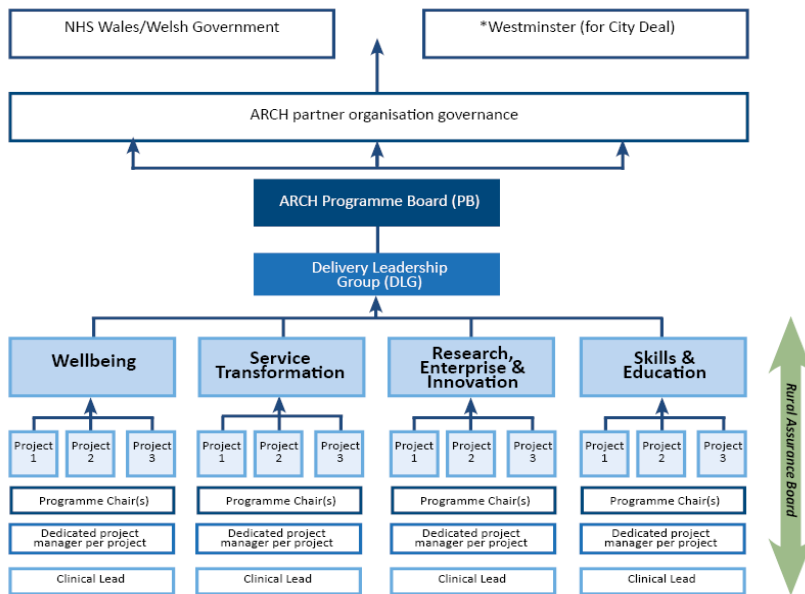 NHS Wales/Welsh Government
*Westminster (for City Deal)
ARCH partner organisation governance
ARCH Programme Board (PB)
Delivery Leadership
Group (DLG)
Wellbeing
Service
Transformation
Research,
Enterprise &
Innovation
Skills &
Education
Project
1
Project
2
Project
3
Project
1
Project
2
Project
3
Project
1
Project
2
Project
3
Project
1
Project
2
Project
3
Programme Chair(s)
Programme Chair(s)
Programme Chair(s)
Programme Chair(s)
Dedicated project
manager per project
Dedicated project
manager per project
Dedicated project
manager per project
Dedicated project
manager per project
Clinical Lead
Clinical Lead
Clinical Lead
Clinical Lead
Rural Assurance Board